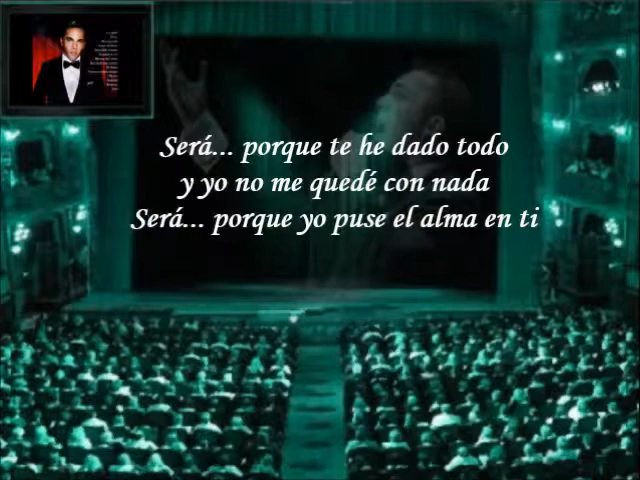 Será... porque te he dado todo
y yo no me quedé con nada
Será... porque yo puse el alma en ti